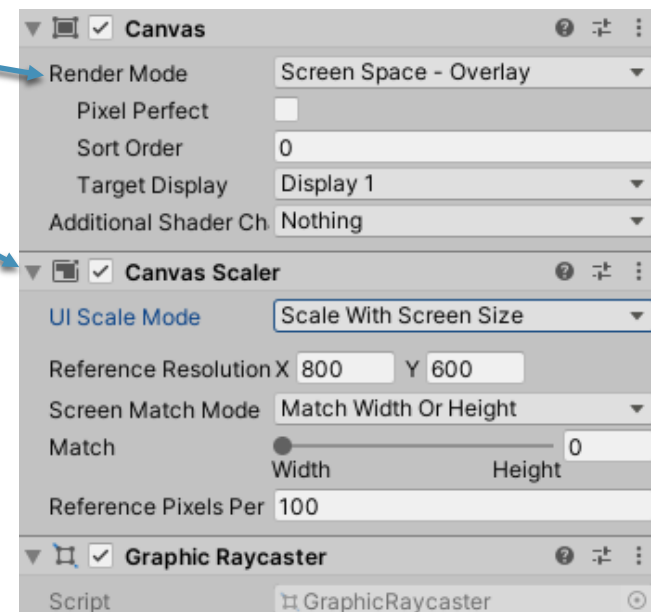 Canvas
Render Mode Screen Space - Overlay
Pixel Perfect
Sort Order 0
Target Display Display 1
Additional Shader Ch Nothing
Canvas Scaler
UI Scale Mode Scale With Screen Size
Reference Resolution X 800 Y 600
Screen Match Mode Match Width Or Height
Match 0
Width Height
Reference Pixels Per 100
Graphic Raycaster
Script GraphicRaycaster